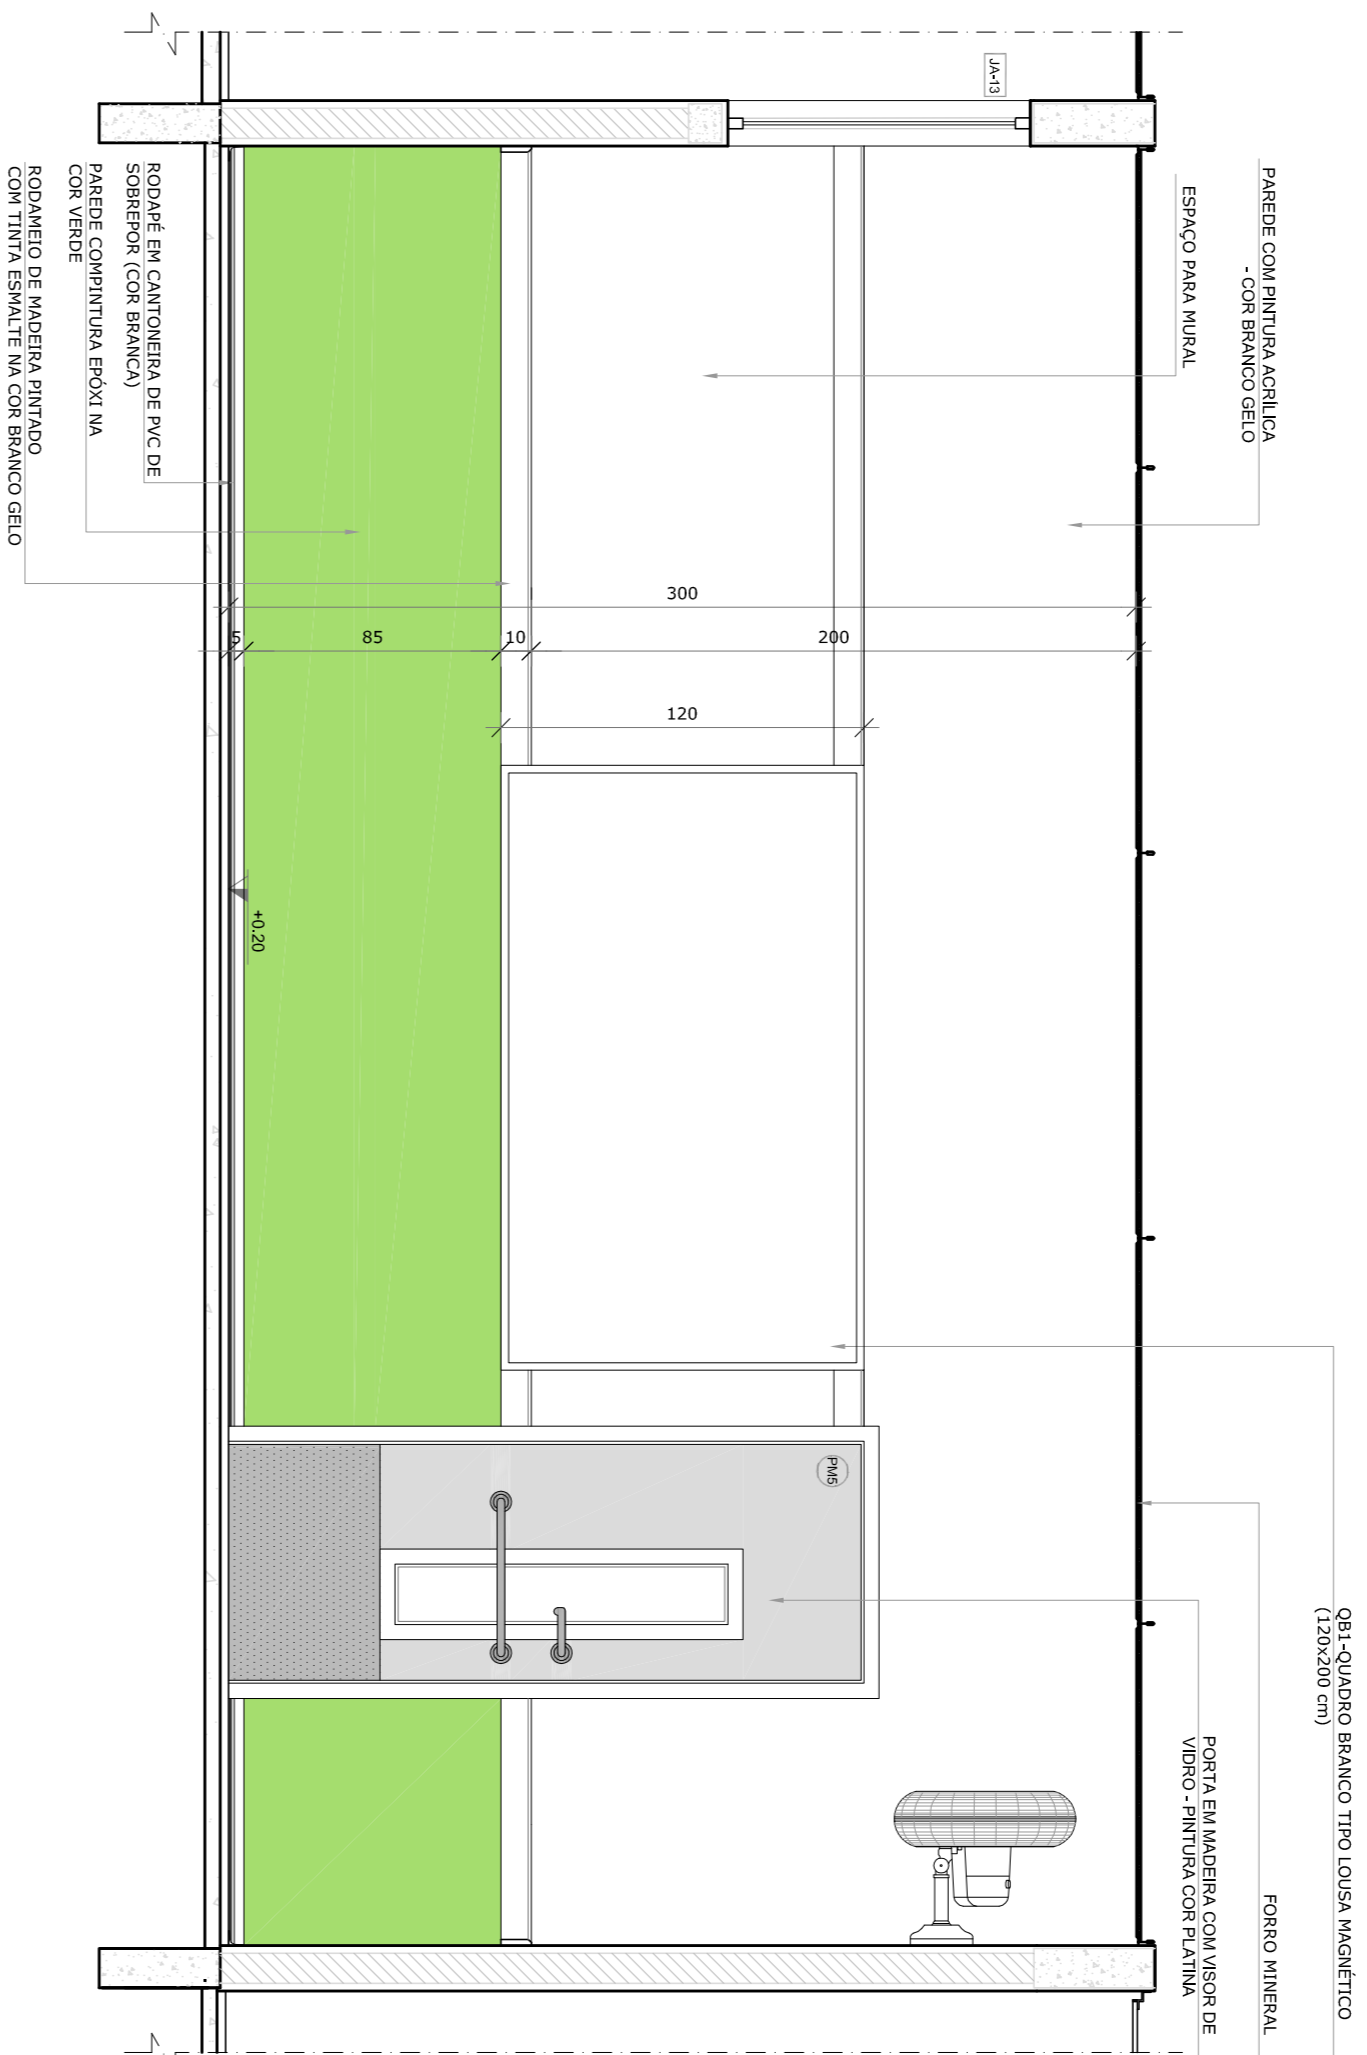 QB1-QUADRO BRANCO TIPO LOUSA MAGNÉTICO
(120x200 cm)
FORRO MINERAL
PORTA EM MADEIRA COM VISOR DE
VIDRO - PINTURA COR PLATINA
PAREDE COM PINTURA ACRÍLICA
- COR BRANCO GELO
ESPAÇO PARA MURAL
JA-13
300
5
85
10
200
120
PM5
+0.20
RODAPÉ EM CANTONEIRA DE PVC DE
SOBREPOR (COR BRANCA)
PAREDE COMPINTURA EPÓXI NA
COR VERDE
RODAMEIO DE MADEIRA PINTADO
COM TINTA ESMALTE NA COR BRANCO GELO